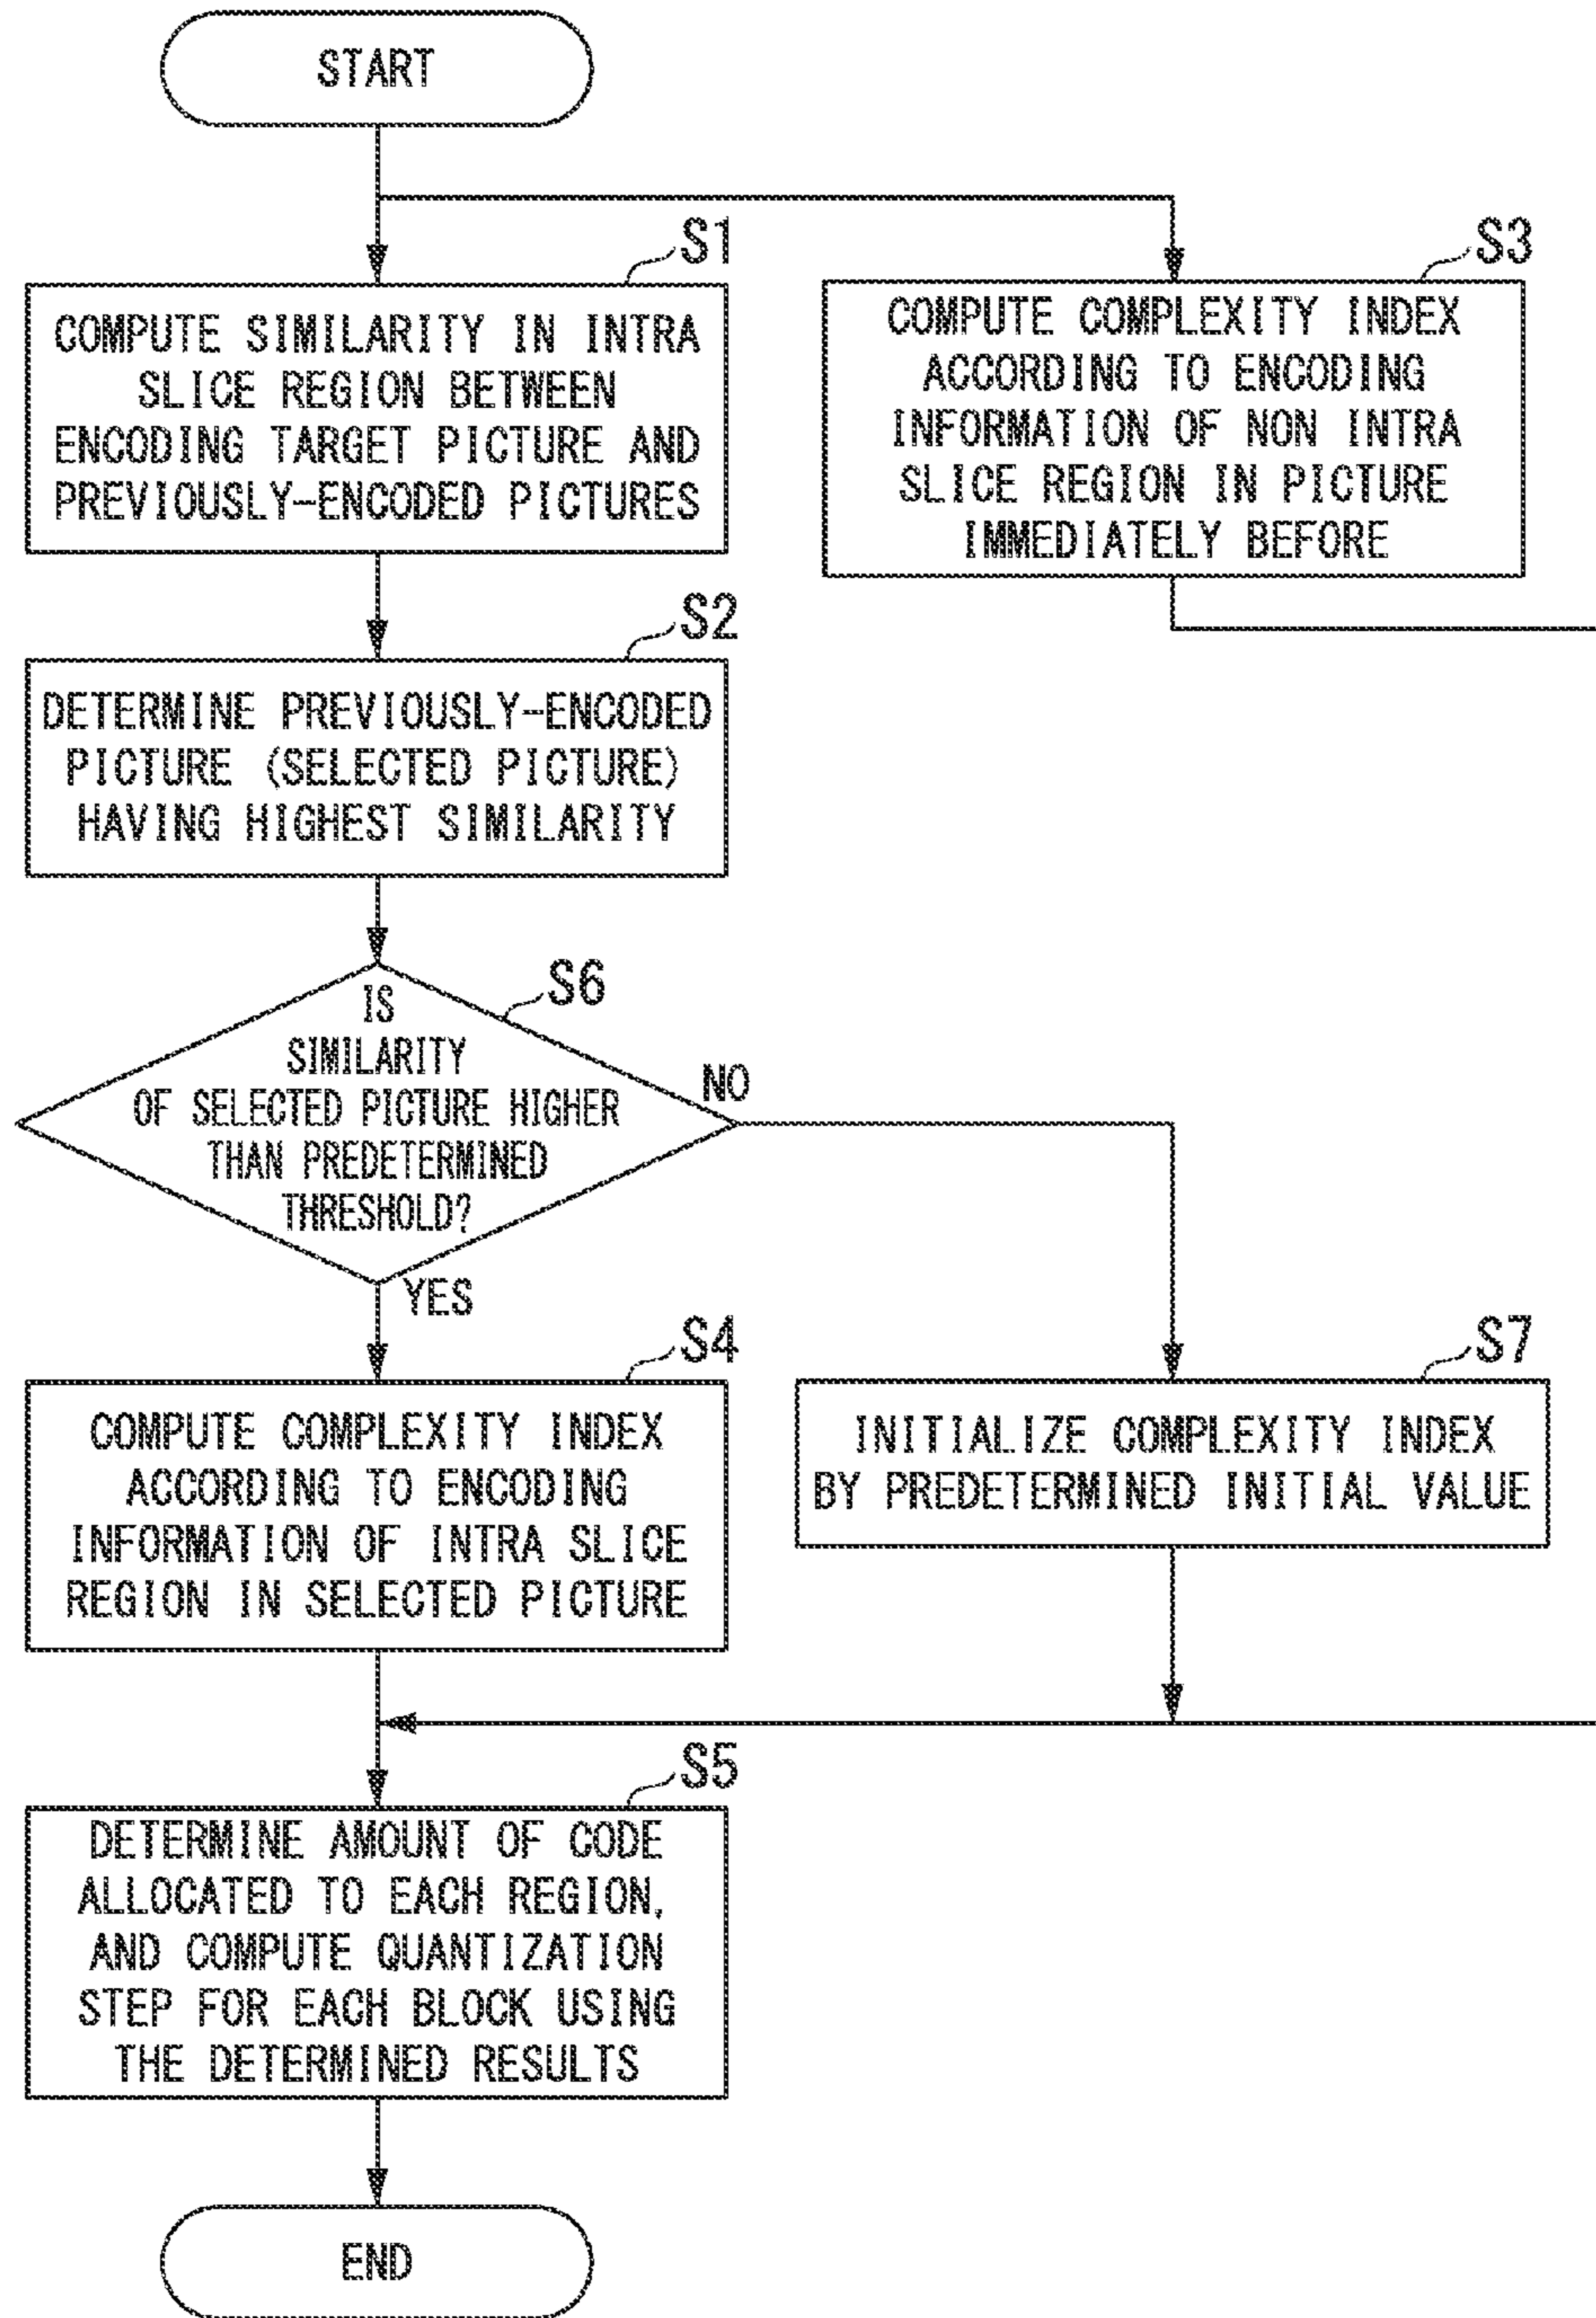 START
S1
COMPUTE SIMILARITY IN INTRA
SLICE REGION BETWEEN
ENCODING TARGET PICTURE AND
PREVIOUSLY-ENCODED PICTURES
S3
COMPUTE COMPLEXITY INDEX
ACCORDING TO ENCODING
INFORMATION OF NON INTRA
SLICE REGION IN PICTURE
IMMEDIATELY BEFORE
S2
DETERMINE PREVIOUSLY-ENCODED
PICTURE (SELECTED PICTURE)
HAVING HIGHEST SIMILARITY
S6
IS
SIMILARITY
OF SELECTED PICTURE HIGHER
THAN PREDETERMINED
THRESHOLD?
NO
YES
S4
COMPUTE COMPLEXITY INDEX
ACCORDING TO ENCODING
INFORMATION OF INTRA SLICE
REGION IN SELECTED PICTURE
S7
INITIALIZE COMPLEXITY INDEX
BY PREDETERMINED INITIAL VALUE
S5
DETERMINE AMOUNT OF CODE
ALLOCATED TO EACH REGION,
AND COMPUTE QUANTIZATION
STEP FOR EACH BLOCK USING
THE DETERMINED RESULTS
END